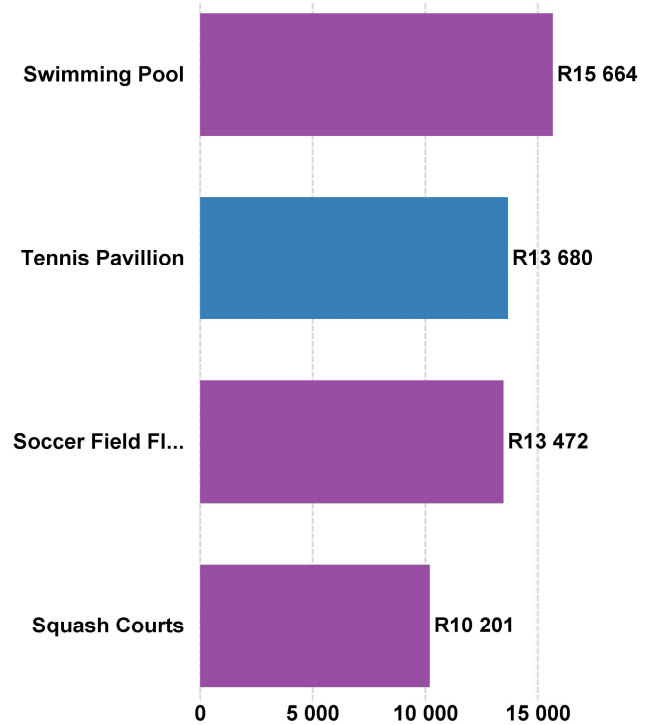 Swimming Pool R15 664
Tennis Pavillion R13 680
Soccer Field Fl... R13 472
Squash Courts R10 201
0 5 000 10 000 15 000